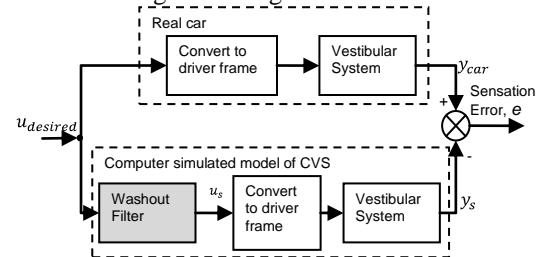 Real car
Convert to
driver frame
Vestibular
System
y_car
Sensation
Error, e
+
u_desired
-
Computer simulated model of CVS
Washout
Filter
u_s
Convert
to driver
frame
Vestibular
System
y_s